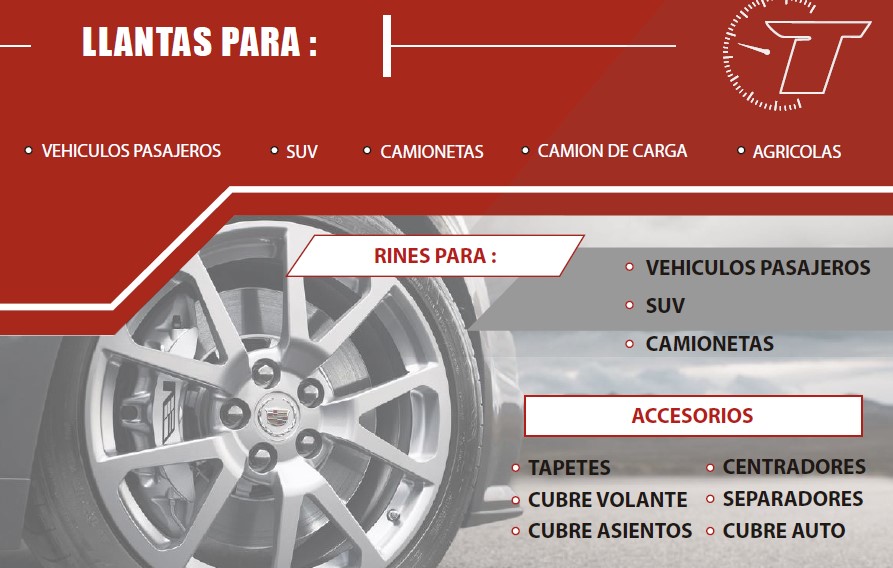 LLANTAS PARA :
VEHICULOS PASAJEROS
SUV
CAMIONETAS
CAMION DE CARGA
AGRICOLAS
RINES PARA :
VEHICULOS PASAJEROS
SUV
CAMIONETAS
ACCESORIOS
TAPETES
CUBRE VOLANTE
CUBRE ASIENTOS
CENTRADORES
SEPARADORES
CUBRE AUTO